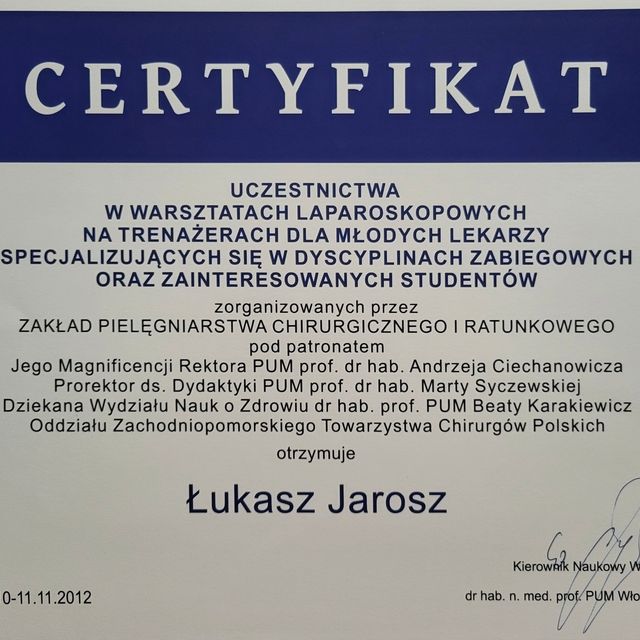 CERTYFIKAT
UCZESTNICTWA
W WARSZTATACH LAPAROSKOPOWYCH
NA TRENAŻERACH DLA MŁODYCH LEKARZY
SPECJALIZUJĄCYCH SIĘ W DYSCYPLINACH ZABIEGOWYCH
ORAZ ZAINTERESOWANYCH STUDENTÓW
zorganizowanych przez
ZAKŁAD PIELĘGNIARSTWA CHIRURGICZNEGO I RATUNKOWEGO
pod patronatem
Jego Magnificencji Rektora PUM prof. dr hab. Andrzeja Ciechanowicza
Prorektor ds. Dydaktyki PUM prof. dr hab. Marty Syczewskiej
Dziekana Wydziału Nauk o Zdrowiu dr hab. prof. PUM Beaty Karakiewicz
Oddziału Zachodniopomorskiego Towarzystwa Chirurgów Polskich
otrzymuje
Łukasz Jarosz
Kierownik Naukowy W
0-11.11.2012
dr hab. n. med. prof. PUM Wło